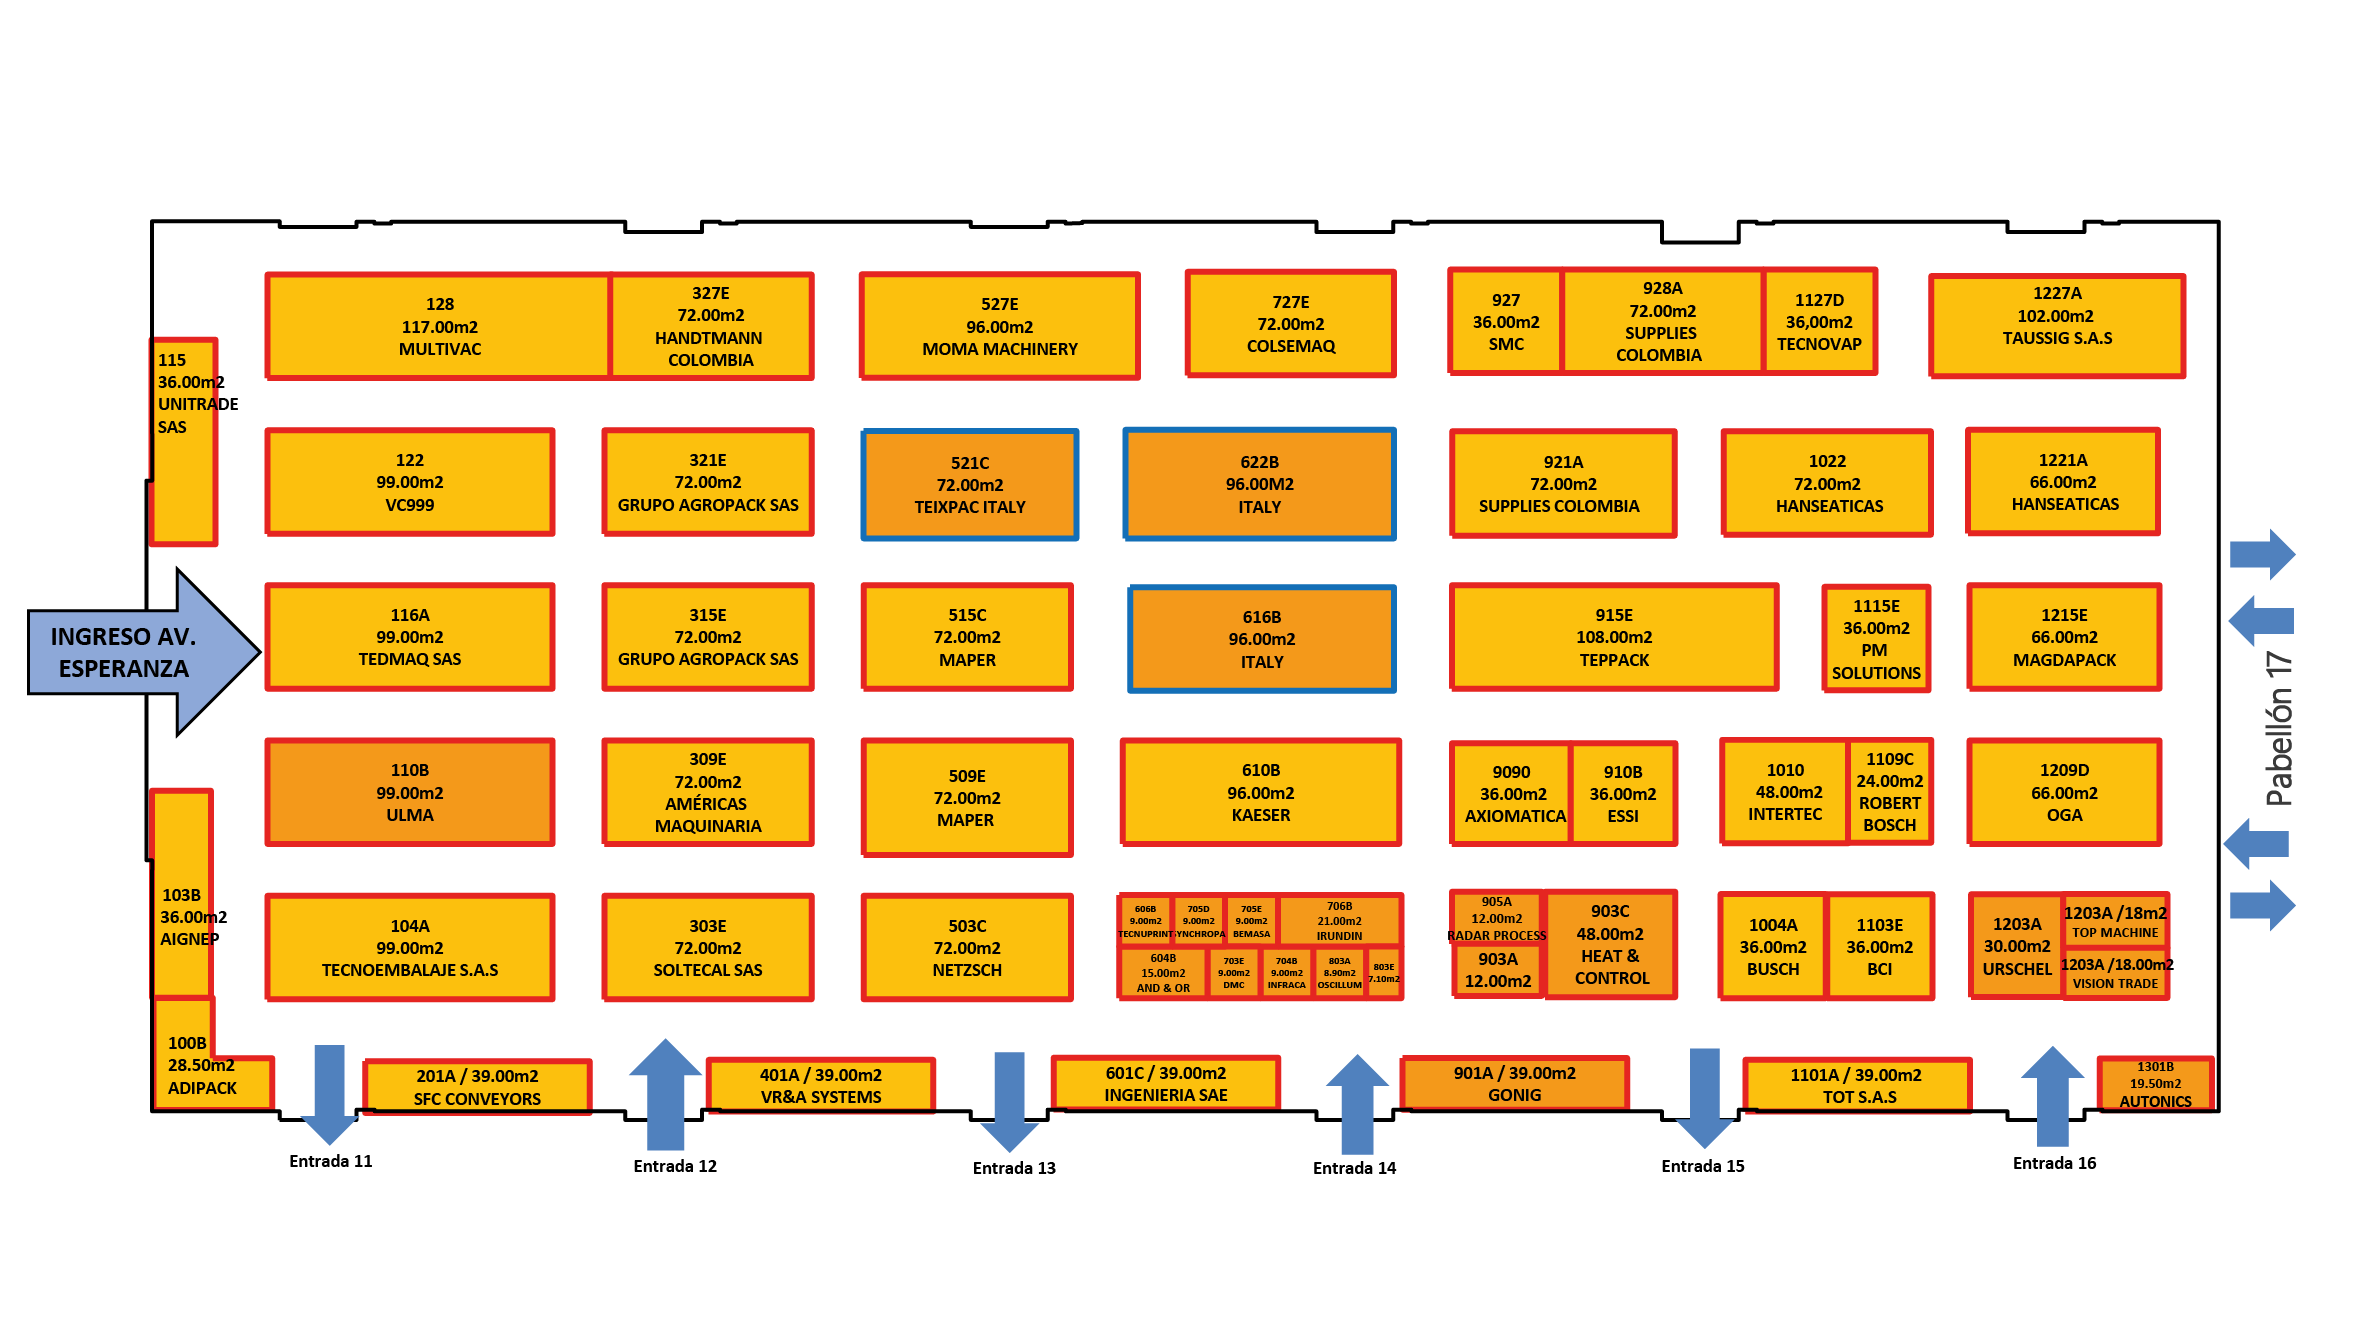 128
117.00m2
MULTIVAC
327E
72.00m2
HANDTMANN
COLOMBIA
527E
96.00m2
MOMA MACHINERY
727E
72.00m2
COLSEMAQ
927
36.00m2
SMC
928A
72.00m2
SUPPLIES
COLOMBIA
1127D
36,00m2
TECNOVAP
1227A
102.00m2
TAUSSIG S.A.S
115
36.00m2
UNITRADE
SAS
122
99.00m2
VC999
321E
72.00m2
GRUPO AGROPACK SAS
521C
72.00m2
TEIXPAC ITALY
622B
96.00M2
ITALY
921A
72.00m2
SUPPLIES COLOMBIA
1022
72.00m2
HANSEATICAS
1221A
66.00m2
HANSEATICAS
INGRESO AV.
ESPERANZA
116A
99.00m2
TEDMAQ SAS
315E
72.00m2
GRUPO AGROPACK SAS
515C
72.00m2
MAPER
616B
96.00m2
ITALY
915E
108.00m2
TEPPACK
1115E
36.00m2
PM
SOLUTIONS
1215E
66.00m2
MAGDAPACK
Pabellón 17
110B
99.00m2
ULMA
309E
72.00m2
AMÉRICAS
MAQUINARIA
509E
72.00m2
MAPER
610B
96.00m2
KAESER
9090
36.00m2
AXIOMATICA
910B
36.00m2
ESSI
1010
48.00m2
INTERTEC
1109C
24.00m2
ROBERT
BOSCH
1209D
66.00m2
OGA
103B
36.00m2
AIGNEP
104A
99.00m2
TECNOEMBALAJE S.A.S
303E
72.00m2
SOLTECAL SAS
503C
72.00m2
NETZSCH
606B
9.00m2
TECNUPRINT
705D
9.00m2
SYNCHROPA
705E
9.00m2
BEMASA
706B
21.00m2
IRUNDIN
604B
15.00m2
AND & OR
703E
9.00m2
DMC
704B
9.00m2
INFRACA
803A
8.90m2
OSCILLUM
803E
7.10m2
905A
12.00m2
RADAR PROCESS
903A
12.00m2
903C
48.00m2
HEAT &
CONTROL
1004A
36.00m2
BUSCH
1103E
36.00m2
BCI
1203A
30.00m2
URSCHEL
1203A /18m2
TOP MACHINE
1203A /18.00m2
VISION TRADE
100B
28.50m2
ADIPACK
201A / 39.00m2
SFC CONVEYORS
401A / 39.00m2
VR&A SYSTEMS
601C / 39.00m2
INGENIERIA SAE
901A / 39.00m2
GONIG
1101A / 39.00m2
TOT S.A.S
1301B
19.50m2
AUTONICS
Entrada 11
Entrada 12
Entrada 13
Entrada 14
Entrada 15
Entrada 16